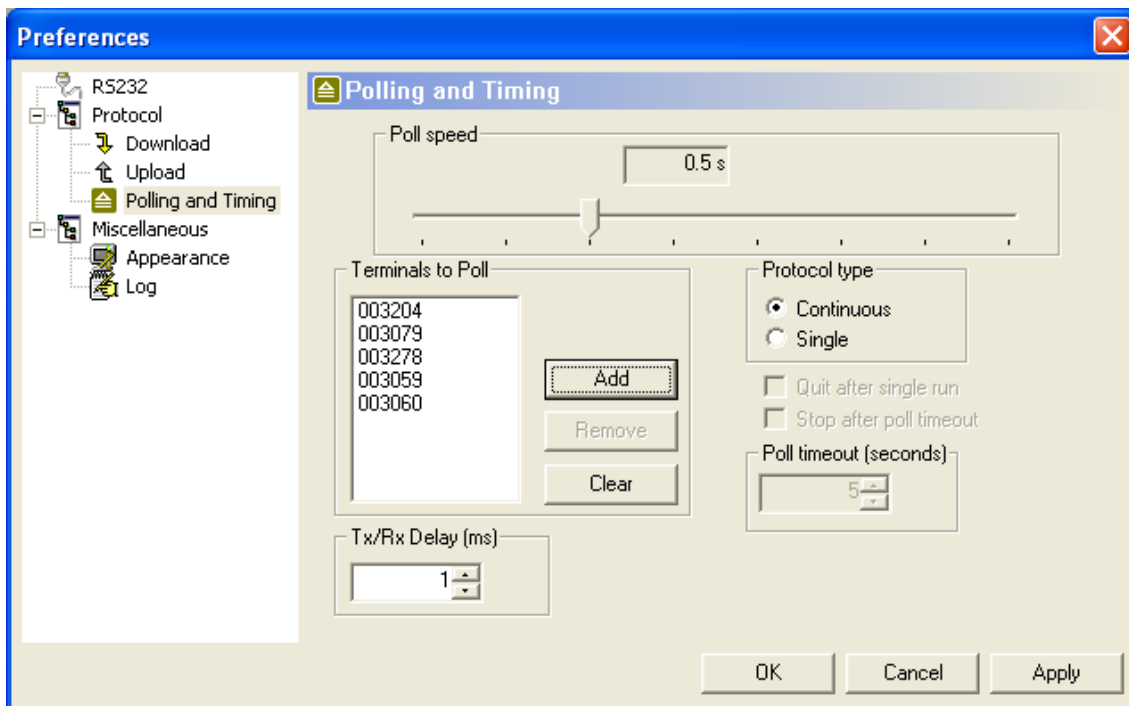 Preferences
RS232
Protocol
Download
Upload
Polling and Timing
Miscellaneous
Appearance
Log
Polling and Timing
Poll speed
0.5 s
Terminals to Poll
003204
003079
003278
003059
003060
Add
Remove
Clear
Protocol type
Continuous
Single
Quit after single run
Stop after poll timeout
Poll timeout (seconds)
5
Tx/Rx Delay (ms)
1
OK
Cancel
Apply